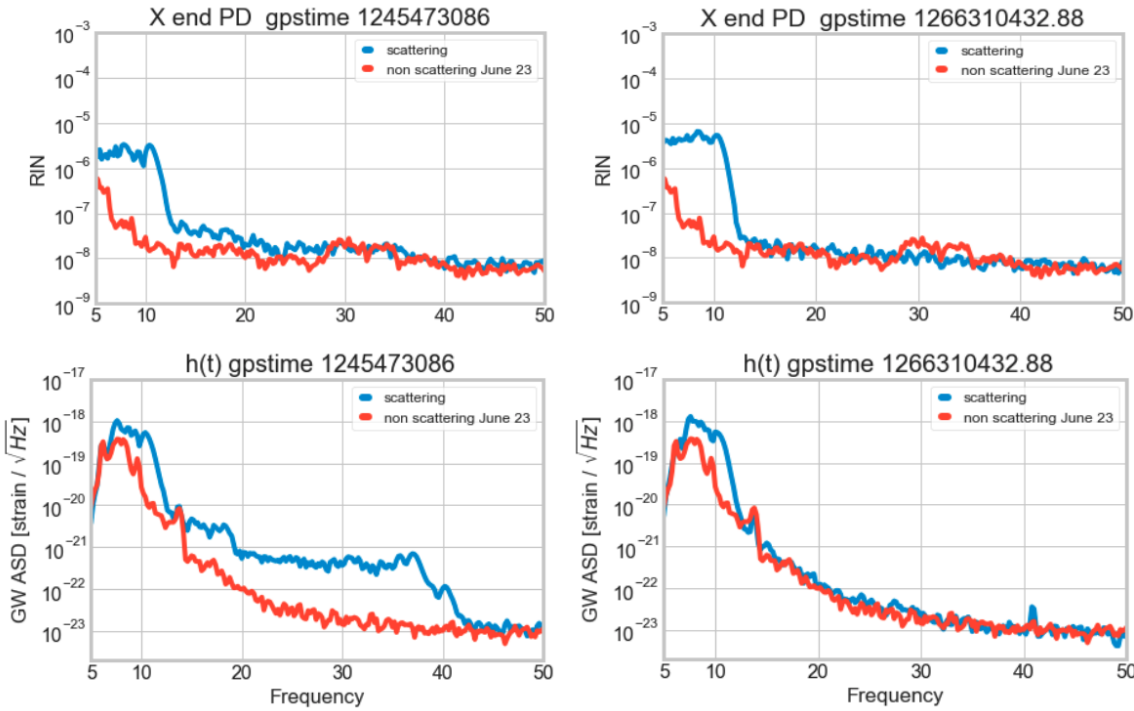 X end PD gpstime 1245473086
RIN
10⁻³
10⁻⁴
10⁻⁵
10⁻⁶
10⁻⁷
10⁻⁸
10⁻⁹
scattering
non scattering June 23
5 10 20 30 40 50
X end PD gpstime 1266310432.88
RIN
10⁻³
10⁻⁴
10⁻⁵
10⁻⁶
10⁻⁷
10⁻⁸
10⁻⁹
scattering
non scattering June 23
5 10 20 30 40 50
h(t) gpstime 1245473086
GW ASD [strain / √Hz]
10⁻¹⁷
10⁻¹⁸
10⁻¹⁹
10⁻²⁰
10⁻²¹
10⁻²²
10⁻²³
scattering
non scattering June 23
5 10 20 30 40 50
Frequency
h(t) gpstime 1266310432.88
GW ASD [strain / √Hz]
10⁻¹⁷
10⁻¹⁸
10⁻¹⁹
10⁻²⁰
10⁻²¹
10⁻²²
10⁻²³
scattering
non scattering June 23
5 10 20 30 40 50
Frequency